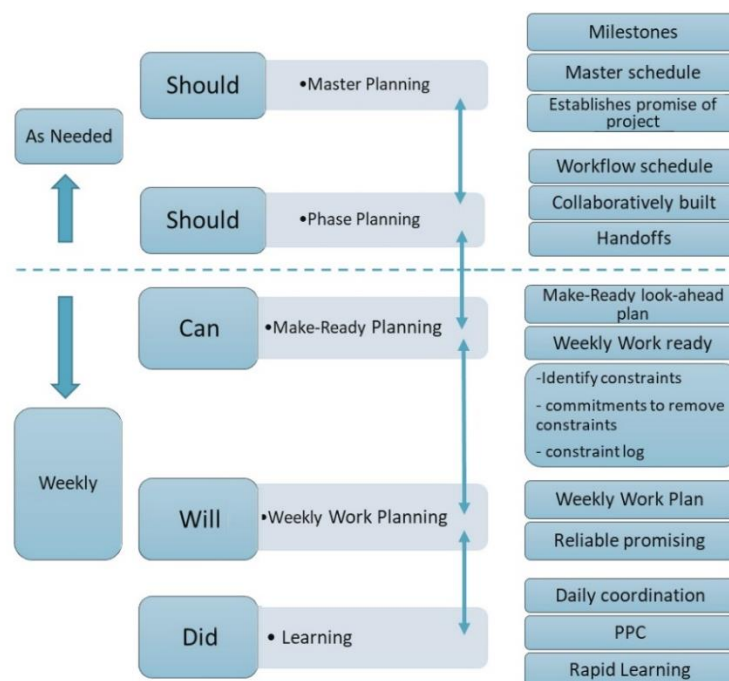 Milestones
Should
•Master Planning
Master schedule
Establishes promise of
project
As Needed
Workflow schedule
Should
•Phase Planning
Collaboratively built
Handoffs
Can
•Make-Ready Planning
Make-Ready look-ahead
plan
Weekly Work ready
-Identify constraints
- commitments to remove
constraints
- constraint log
Weekly
Will
•Weekly Work Planning
Weekly Work Plan
Reliable promising
Did
• Learning
Daily coordination
PPC
Rapid Learning